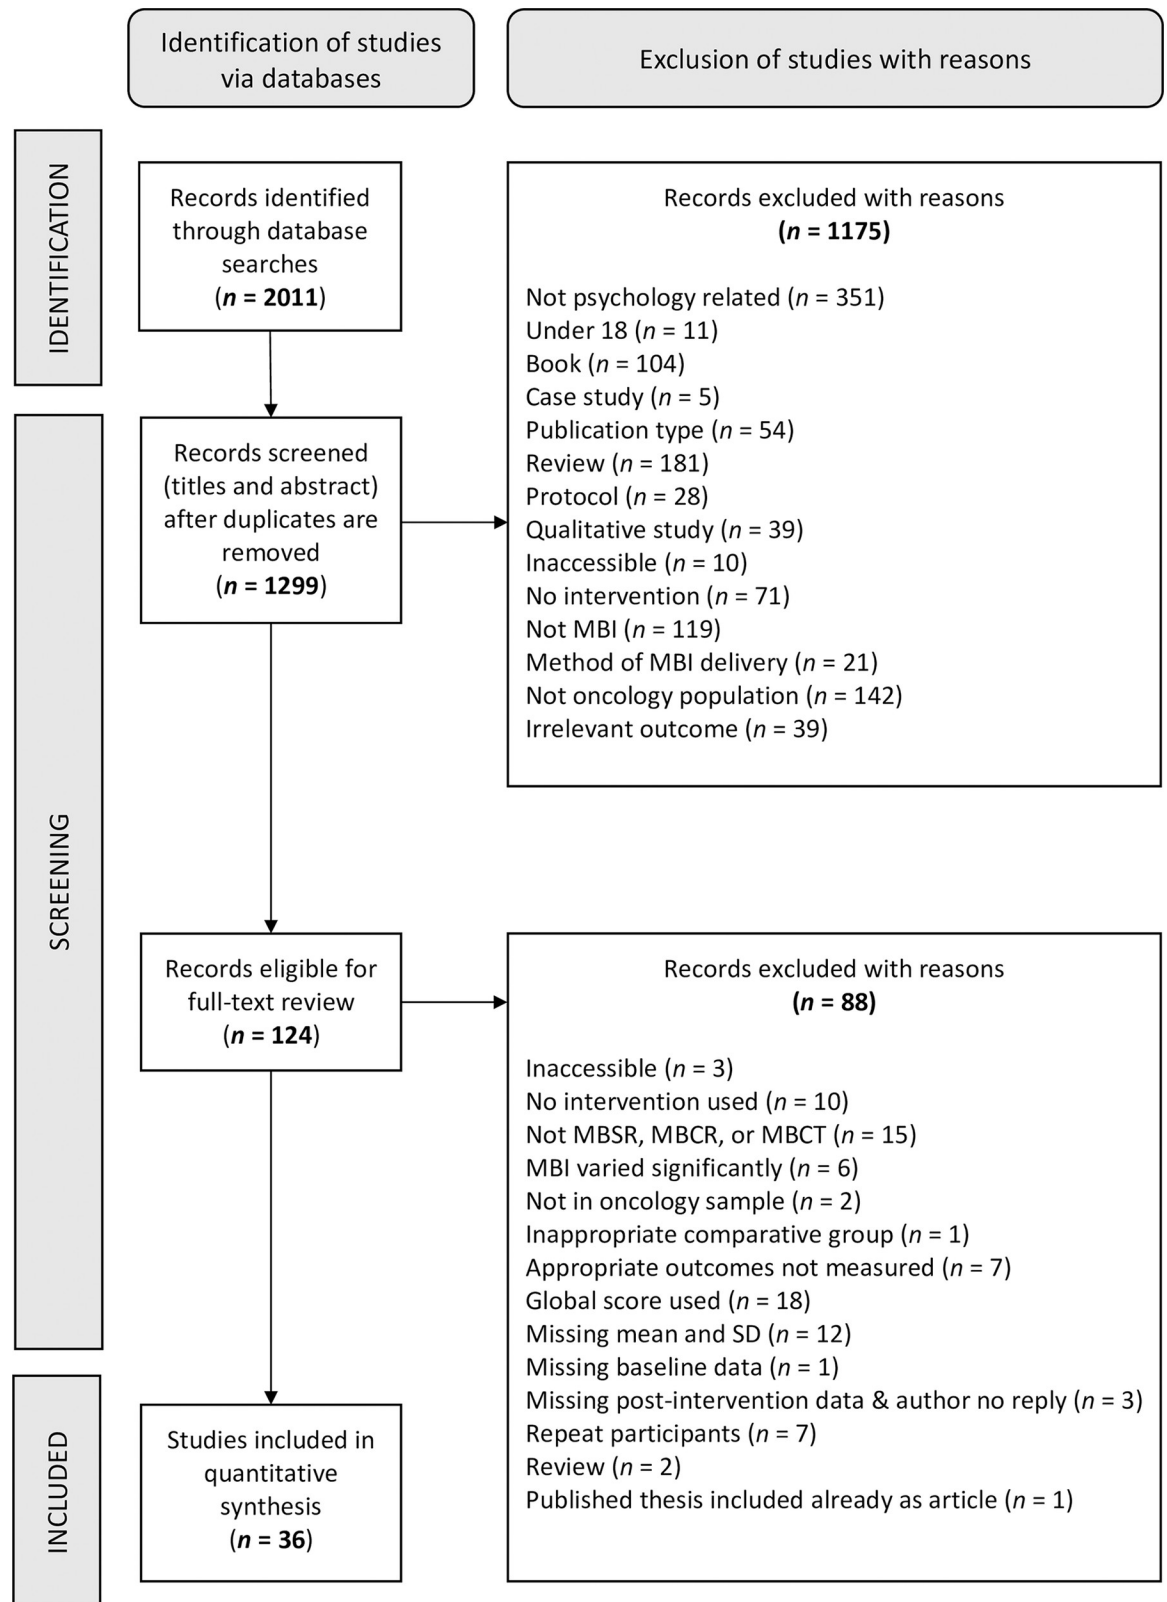 Identification of studies
via databases
Exclusion of studies with reasons
IDENTIFICATION
Records identified
through database
searches
(n = 2011)
Records excluded with reasons
(n = 1175)
Not psychology related (n = 351)
Under 18 (n = 11)
Book (n = 104)
Case study (n = 5)
Publication type (n = 54)
Review (n = 181)
Protocol (n = 28)
Qualitative study (n = 39)
Inaccessible (n = 10)
No intervention (n = 71)
Not MBI (n = 119)
Method of MBI delivery (n = 21)
Not oncology population (n = 142)
Irrelevant outcome (n = 39)
SCREENING
Records screened
(titles and abstract)
after duplicates are
removed
(n = 1299)
Records eligible for
full-text review
(n = 124)
Records excluded with reasons
(n = 88)
Inaccessible (n = 3)
No intervention used (n = 10)
Not MBSR, MBCR, or MBCT (n = 15)
MBI varied significantly (n = 6)
Not in oncology sample (n = 2)
Inappropriate comparative group (n = 1)
Appropriate outcomes not measured (n = 7)
Global score used (n = 18)
Missing mean and SD (n = 12)
Missing baseline data (n = 1)
Missing post-intervention data & author no reply (n = 3)
Repeat participants (n = 7)
Review (n = 2)
Published thesis included already as article (n = 1)
INCLUDED
Studies included in
quantitative
synthesis
(n = 36)